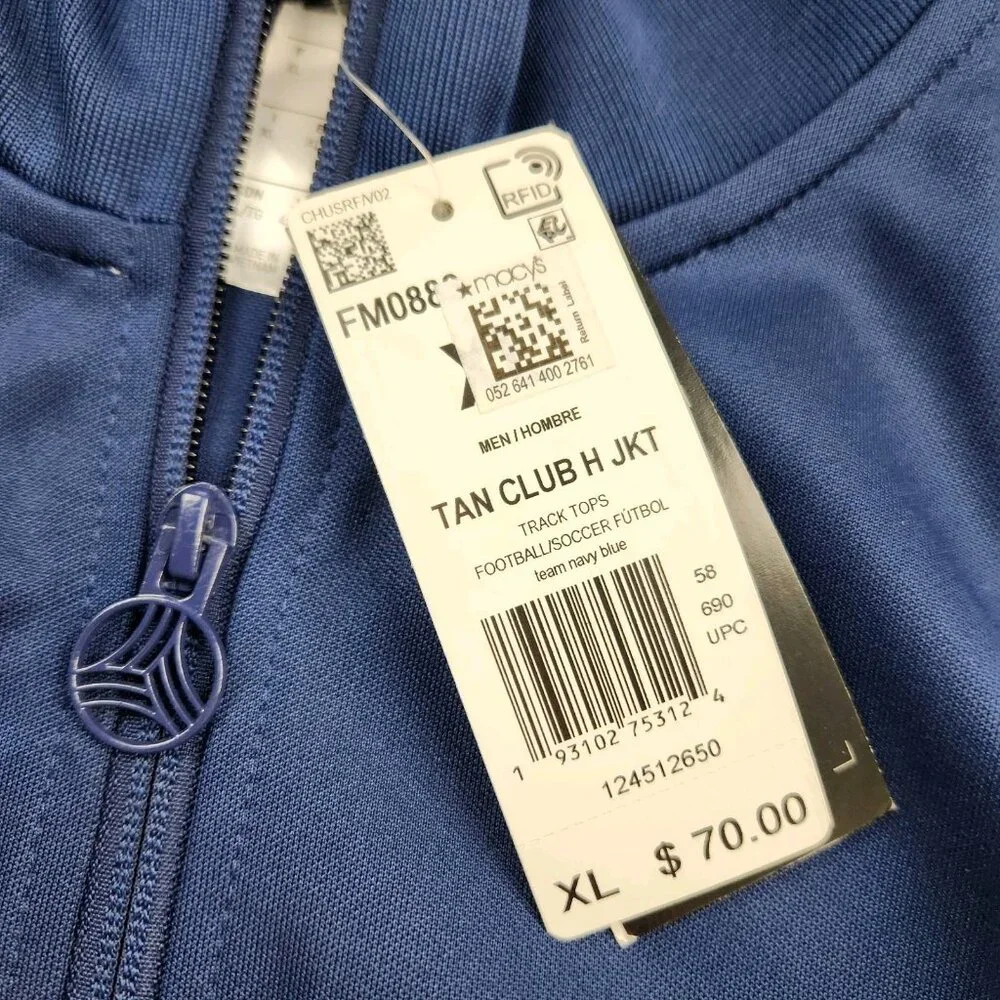 CHUSRF/V02
RFID
FM088
★macy's
Return Label
052 641 400 2761
MEN / HOMBRE
TAN CLUB H JKT
TRACK TOPS
FOOTBALL/SOCCER FÚTBOL
team navy blue
58
690
UPC
1 93102 75312 4
124512650
XL $ 70.00